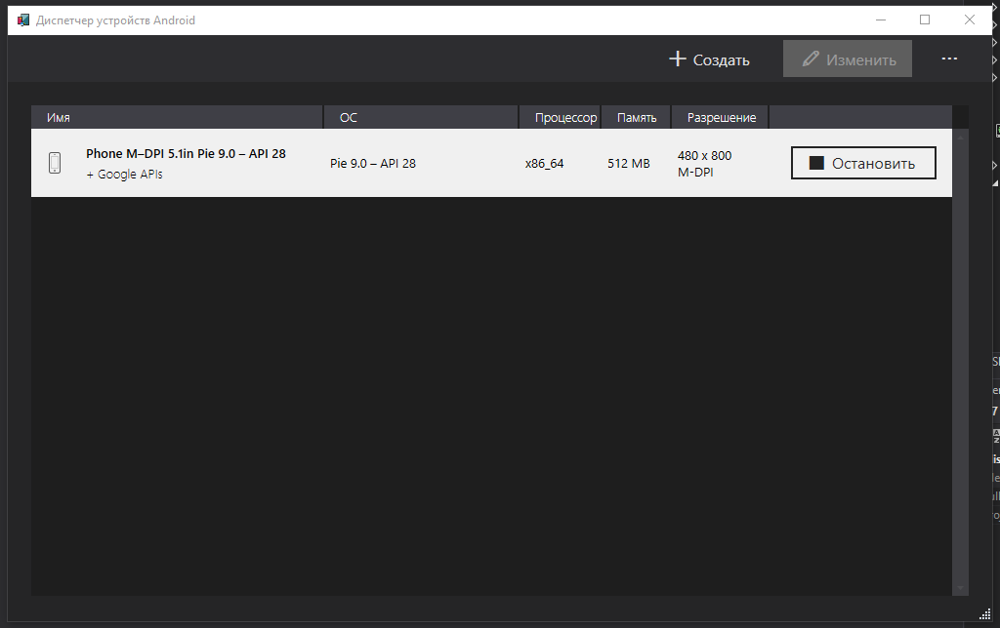 Диспетчер устройств Android
Создать
Изменить
Имя
ОС
Процессор
Память
Разрешение
Phone M–DPI 5.1in Pie 9.0 – API 28
+ Google APIs
Pie 9.0 – API 28
x86_64
512 MB
480 x 800
M-DPI
Остановить